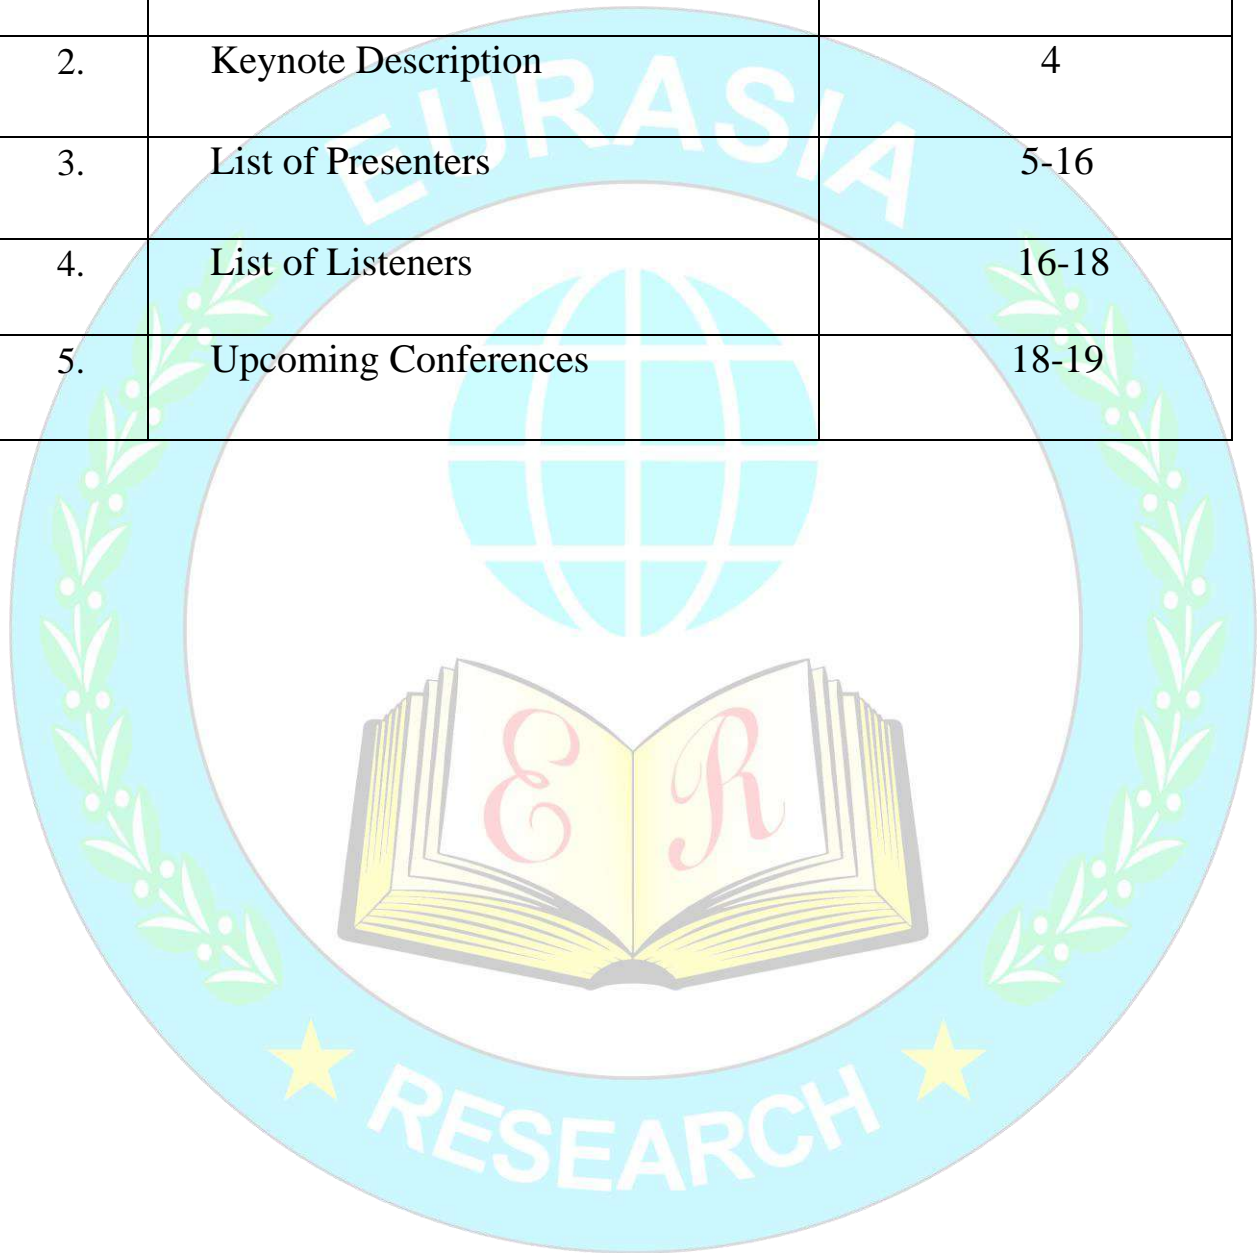 2. Keynote Description 4
3. List of Presenters 5-16
4. List of Listeners 16-18
5. Upcoming Conferences 18-19
EURASIA
E R
RESEARCH